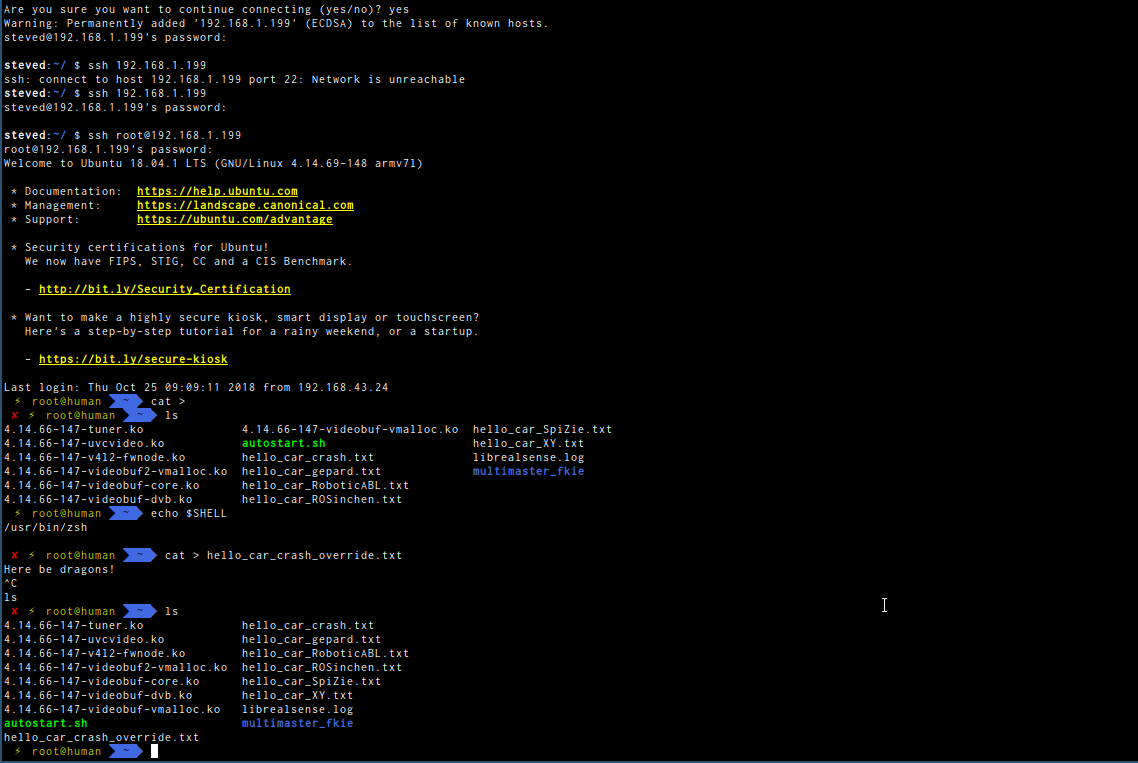 Are you sure you want to continue connecting (yes/no)? yes
Warning: Permanently added '192.168.1.199' (ECDSA) to the list of known hosts.
steved@192.168.1.199's password:
steved:~/ $ ssh 192.168.1.199
ssh: connect to host 192.168.1.199 port 22: Network is unreachable
steved:~/ $ ssh 192.168.1.199
steved@192.168.1.199's password:
steved:~/ $ ssh root@192.168.1.199
root@192.168.1.199's password:
Welcome to Ubuntu 18.04.1 LTS (GNU/Linux 4.14.69-148 armv7l)
* Documentation:  https://help.ubuntu.com
* Management:     https://landscape.canonical.com
* Support:        https://ubuntu.com/advantage
* Security certifications for Ubuntu!
We now have FIPS, STIG, CC and a CIS Benchmark.
- http://bit.ly/Security_Certification
* Want to make a highly secure kiosk, smart display or touchscreen?
Here's a step-by-step tutorial for a rainy weekend, or a startup.
- https://bit.ly/secure-kiosk
Last login: Thu Oct 25 09:09:11 2018 from 192.168.43.24
⚡ root@human ~ cat >
✘ ⚡ root@human ~ ls
4.14.66-147-tuner.ko 4.14.66-147-videobuf-vmalloc.ko hello_car_SpiZie.txt
4.14.66-147-uvcvideo.ko autostart.sh hello_car_XY.txt
4.14.66-147-v4l2-fwnode.ko hello_car_crash.txt librealsense.log
4.14.66-147-videobuf2-vmalloc.ko hello_car_gepard.txt multimaster_fkie
4.14.66-147-videobuf-core.ko hello_car_RoboticABL.txt
4.14.66-147-videobuf-dvb.ko hello_car_ROSinchen.txt
⚡ root@human ~ echo $SHELL
/usr/bin/zsh
✘ ⚡ root@human ~ cat > hello_car_crash_override.txt
Here be dragons!
^C
ls
✘ ⚡ root@human ~ ls
4.14.66-147-tuner.ko hello_car_crash.txt
4.14.66-147-uvcvideo.ko hello_car_gepard.txt
4.14.66-147-v4l2-fwnode.ko hello_car_RoboticABL.txt
4.14.66-147-videobuf2-vmalloc.ko hello_car_ROSinchen.txt
4.14.66-147-videobuf-core.ko hello_car_SpiZie.txt
4.14.66-147-videobuf-dvb.ko hello_car_XY.txt
4.14.66-147-videobuf-vmalloc.ko librealsense.log
autostart.sh multimaster_fkie
hello_car_crash_override.txt
⚡ root@human ~